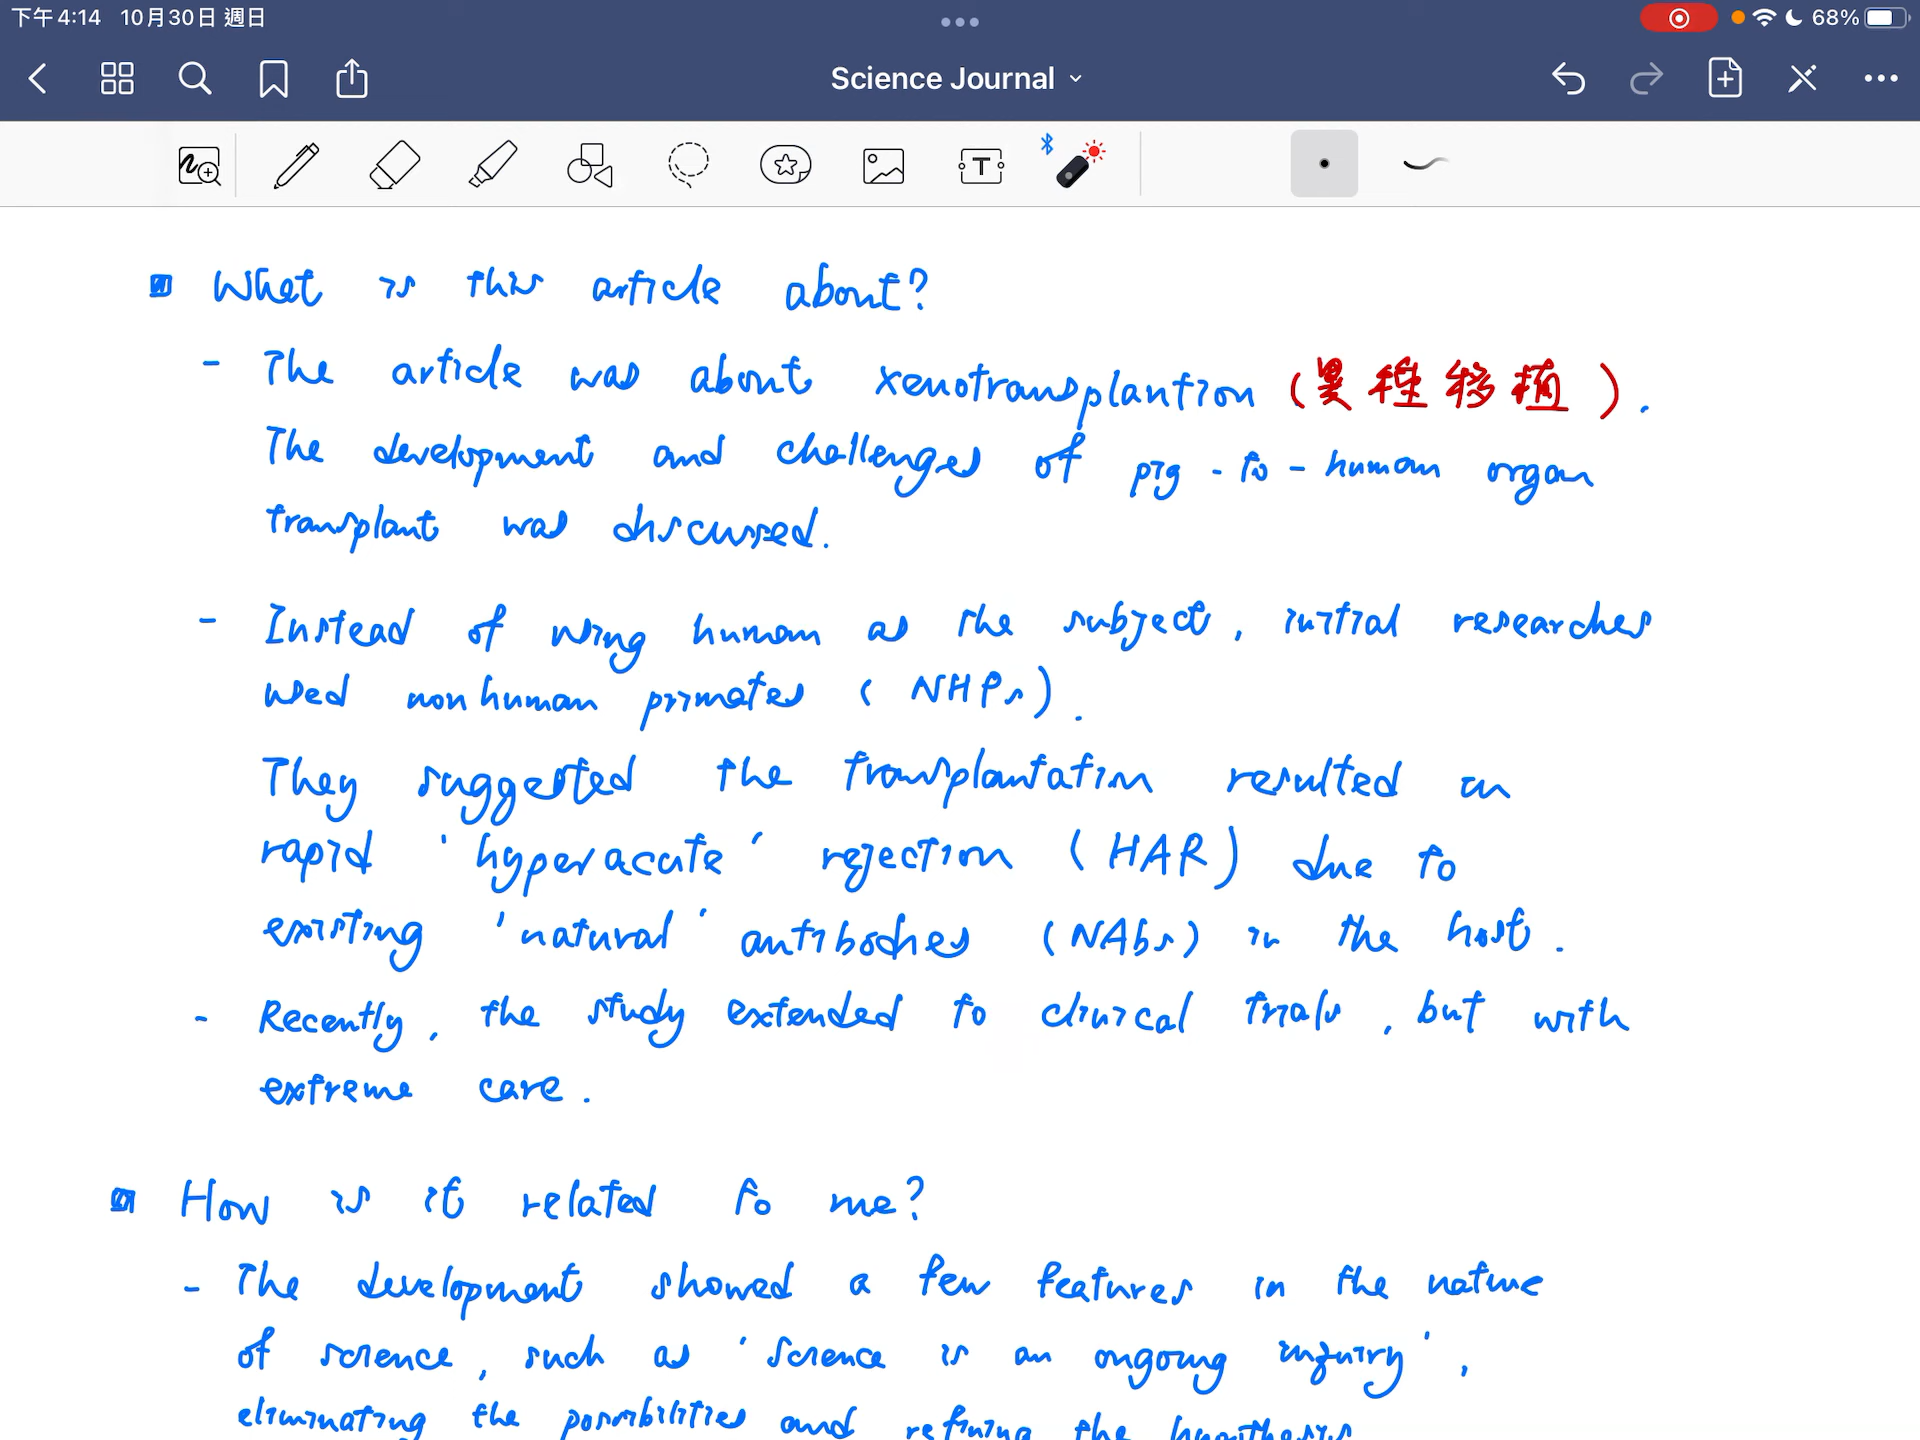 下午4:14 10月30日 週日
68%
Science Journal
T
What is this article about?
- The article was about xenotransplantion (異種移植).
The development and challenges of pig-to-human organ
transplant was discussed.
- Instead of using human as the subject, initial researches
used nonhuman primates (NHPs).
They suggested the transplantation resulted in
rapid 'hyperacute' rejection (HAR) due to
existing 'natural' antibodies (NAbs) in the host.
- Recently, the study extended to clinical trials, but with
extreme care.
How is it related to me?
- The development showed a few features in the nature
of science, such as 'science is an ongoing inquiry',
eliminating the possibilities and refining the hypothesis